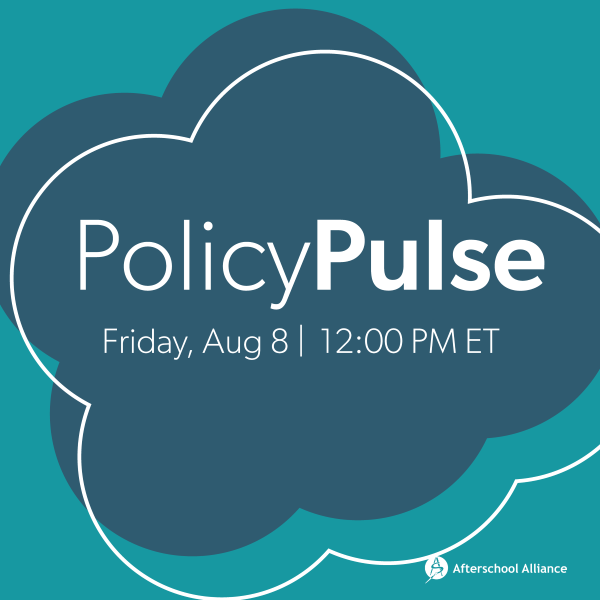 PolicyPulse
Friday, Aug 8 | 12:00 PM ET
Afterschool Alliance